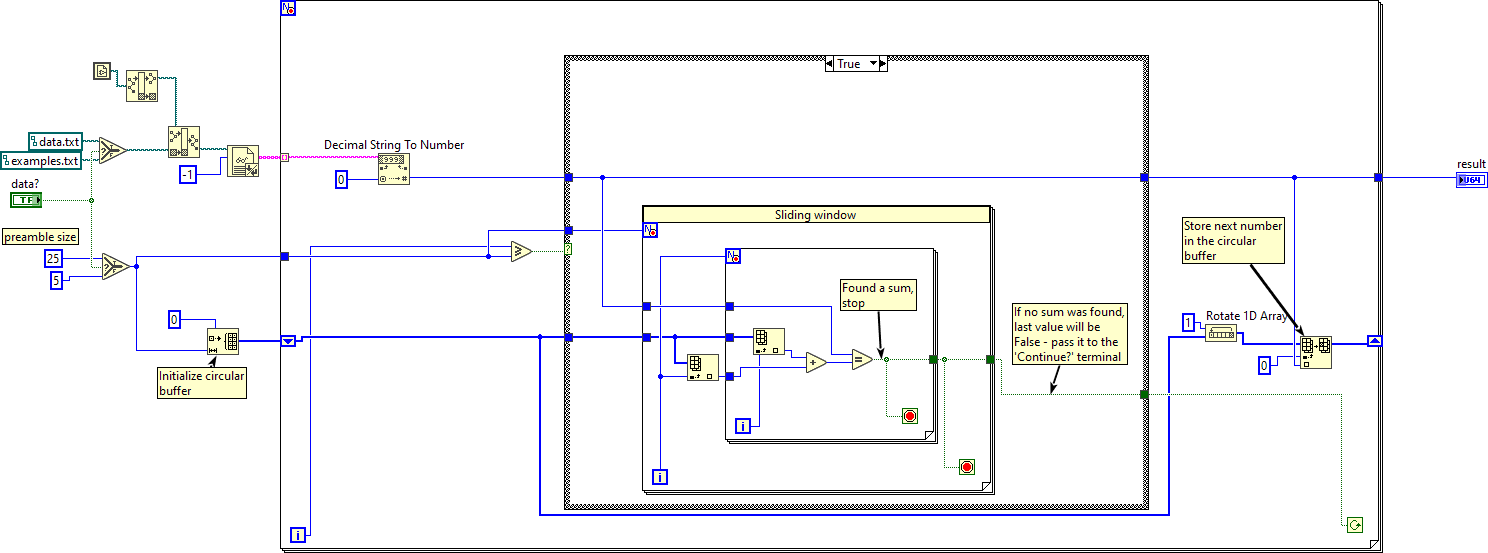 N
True
data.txt
examples.txt
-1
Decimal String To Number
9999
0
data?
TF
result
U64
preamble size
25
5
T
F
?
Sliding window
N
N
Store next number
in the circular
buffer
Found a sum,
stop
If no sum was found,
last value will be
False - pass it to the
'Continue?' terminal
0
1
Rotate 1D Array
0
Initialize circular
buffer
i
i
i